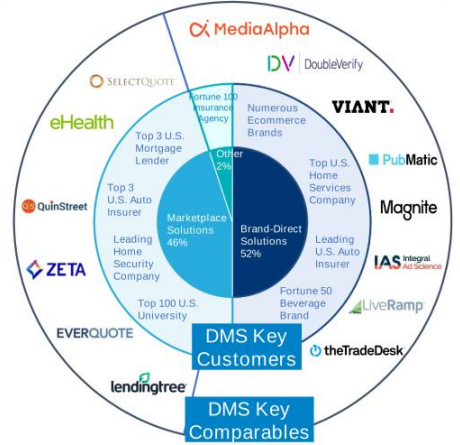 MediaAlpha
DV DoubleVerify
SELECTQUOTE
eHealth
VIANT.
PubMatic
QuinStreet
Magnite
ZETA
IAS Integral
Ad Science
LiveRamp
EVERQUOTE
theTradeDesk
lendingtree
Fortune 100
Insurance
Agency
Numerous
Ecommerce
Brands
Top 3 U.S.
Mortgage
Lender
Other
2%
Top U.S.
Home
Services
Company
Top 3
U.S. Auto
Insurer
Marketplace
Solutions
46%
Brand-Direct
Solutions
52%
Leading
Home
Security
Company
Leading
U.S. Auto
Insurer
Top 100 U.S.
University
Fortune 50
Beverage
Brand
DMS Key
Customers
DMS Key
Comparables